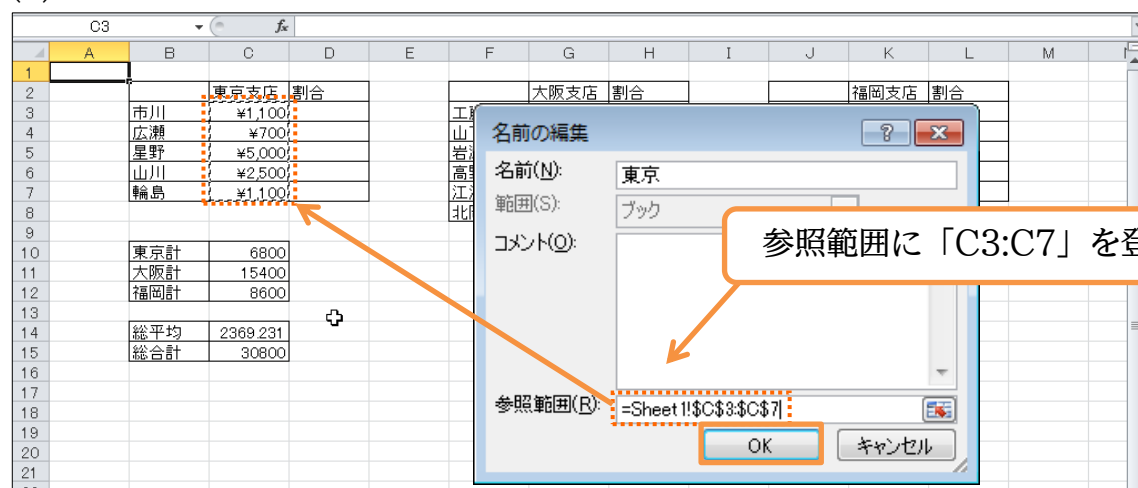 C3 fx
A B C D E F G H I J K L M
1
2 東京支店 割合 大阪支店 割合 福岡支店 割合
3 市川 ¥1,100
4 広瀬 ¥700
5 星野 ¥5,000
6 山川 ¥2,500
7 輪島 ¥1,100
8
9
10 東京計 6800
11 大阪計 15400
12 福岡計 8600
13
14 総平均 2369.231
15 総合計 30800
16
17
18
19
20
21
名前の編集
名前(N): 東京
範囲(S): ブック
コメント(O):
参照範囲に「C3:C7」を登
参照範囲(R): =Sheet1!$C$3:$C$7
OK キャンセル